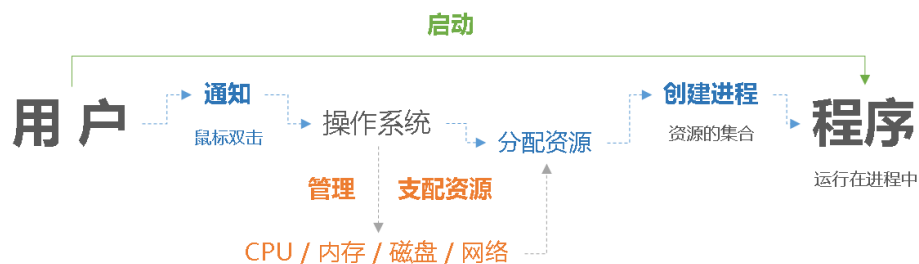 启动
用户
通知
鼠标双击
操作系统
分配资源
创建进程
资源的集合
程序
运行在进程中
管理
支配资源
CPU / 内存 / 磁盘 / 网络